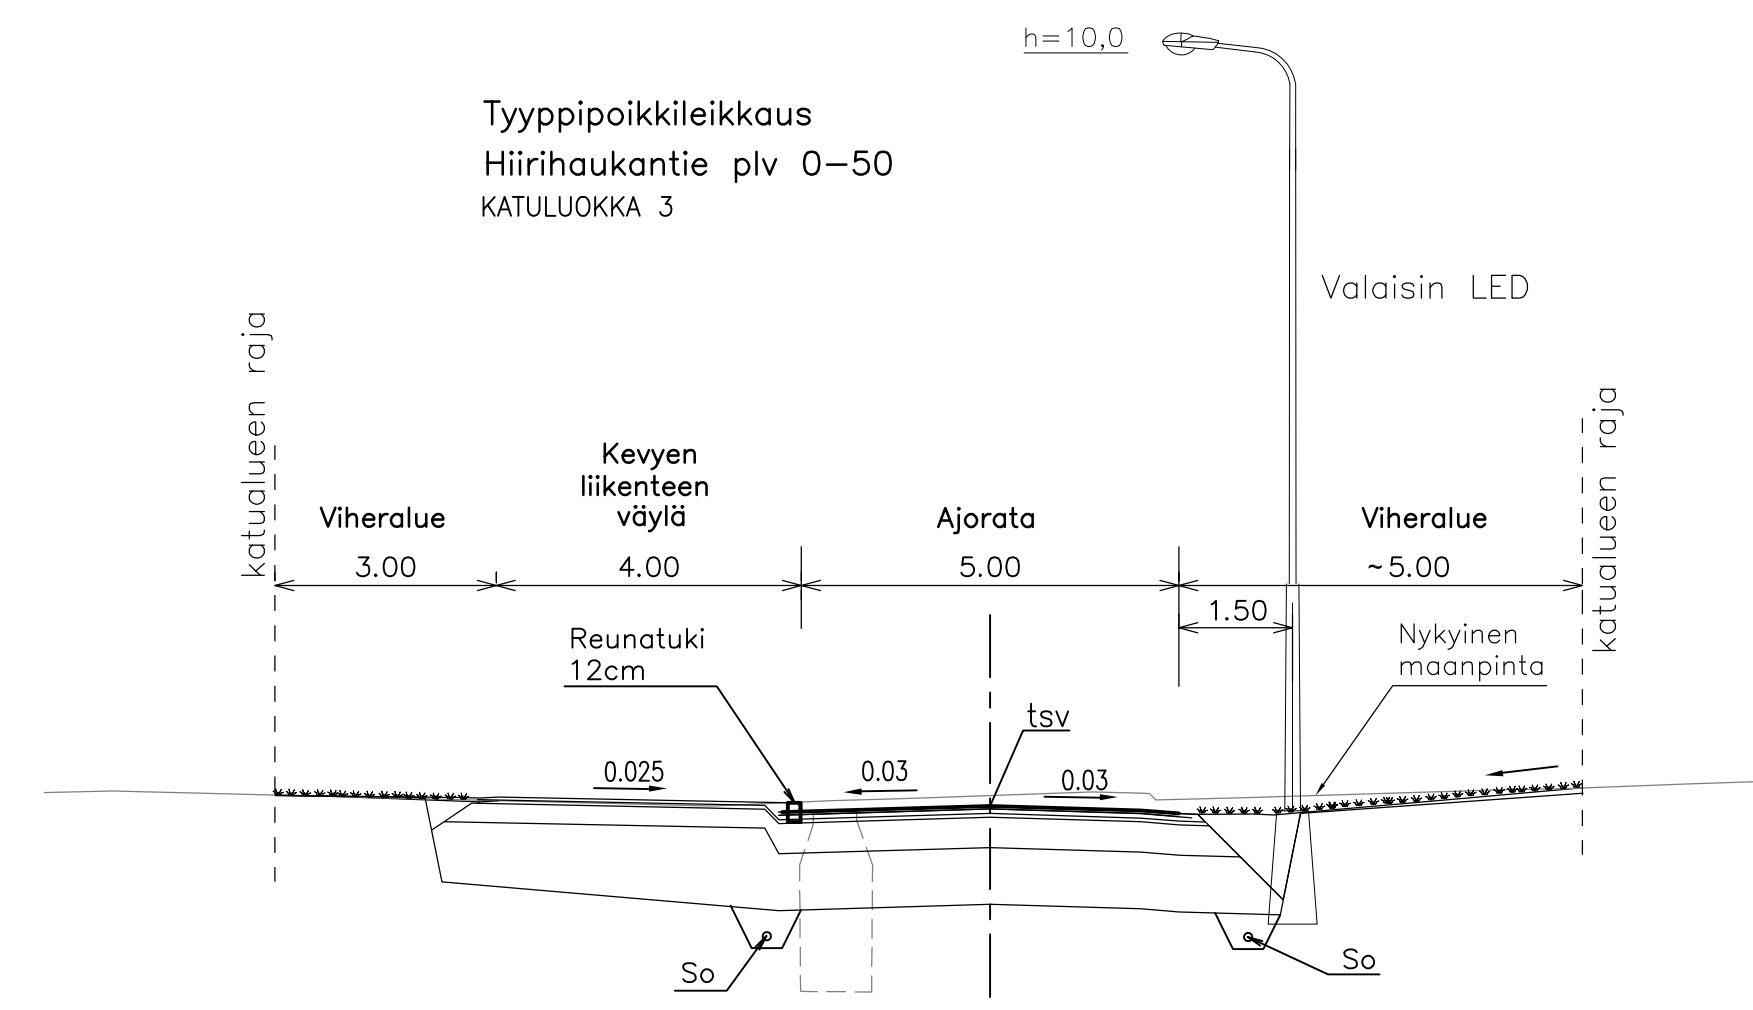 h=10,0
Tyyppipoikkileikkaus
Hiirihaukantie plv 0-50
KATULUOKKA 3
Valaisin LED
katualueen raja
katualueen raja
Viheralue
Kevyen
liikenteen
väylä
Ajorata
Viheralue
3.00
4.00
5.00
~5.00
1.50
Reunatuki
12cm
Nykyinen
maanpinta
tsv
0.025
0.03
0.03
So
So